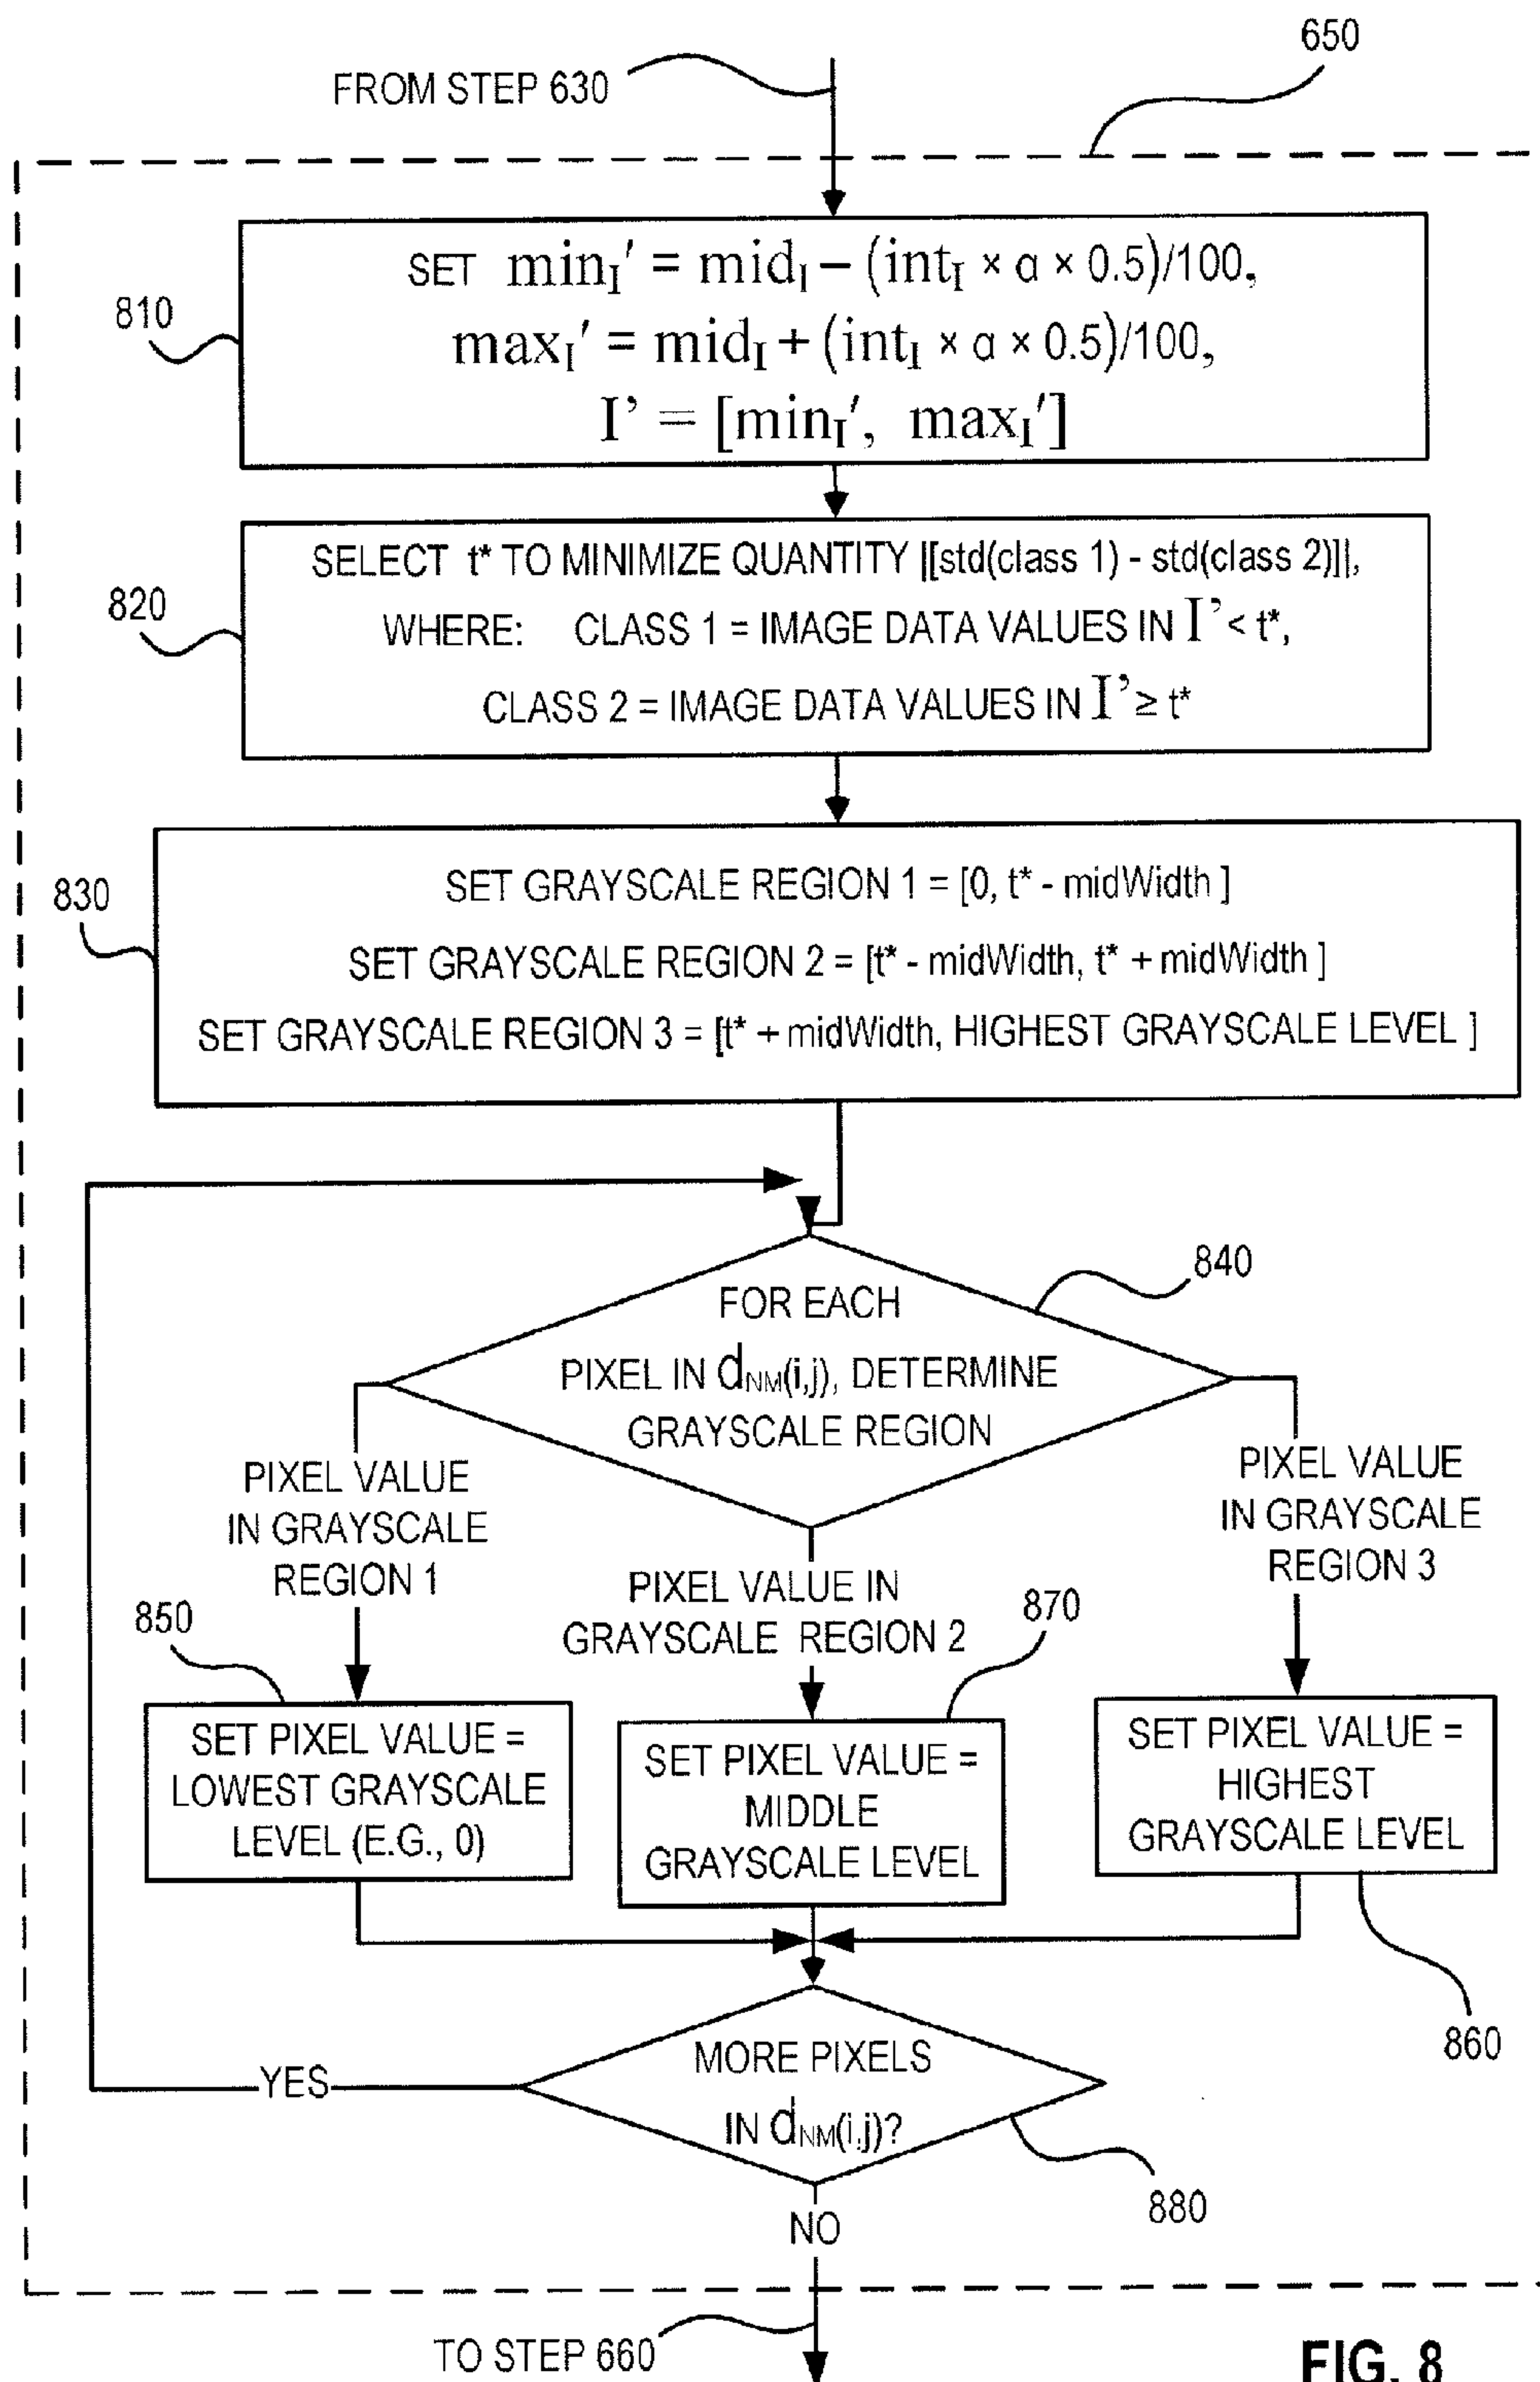 650
FROM STEP 630
SET min_I' = mid_I − (int_I × α × 0.5)/100,
max_I' = mid_I + (int_I × α × 0.5)/100,
I' = [min_I', max_I']
810
SELECT t* TO MINIMIZE QUANTITY |[std(class 1) - std(class 2)]|,
WHERE: CLASS 1 = IMAGE DATA VALUES IN I' < t*,
CLASS 2 = IMAGE DATA VALUES IN I' ≥ t*
820
SET GRAYSCALE REGION 1 = [0, t* - midWidth ]
SET GRAYSCALE REGION 2 = [t* - midWidth, t* + midWidth ]
SET GRAYSCALE REGION 3 = [t* + midWidth, HIGHEST GRAYSCALE LEVEL ]
830
840
FOR EACH
PIXEL IN d_NM(i,j), DETERMINE
GRAYSCALE REGION
PIXEL VALUE
IN GRAYSCALE
REGION 1
PIXEL VALUE IN
GRAYSCALE REGION 2
PIXEL VALUE
IN GRAYSCALE
REGION 3
850
SET PIXEL VALUE =
LOWEST GRAYSCALE
LEVEL (E.G., 0)
870
SET PIXEL VALUE =
MIDDLE
GRAYSCALE LEVEL
SET PIXEL VALUE =
HIGHEST
GRAYSCALE LEVEL
860
MORE PIXELS
IN d_NM(i,j)?
YES
880
NO
TO STEP 660
FIG. 8